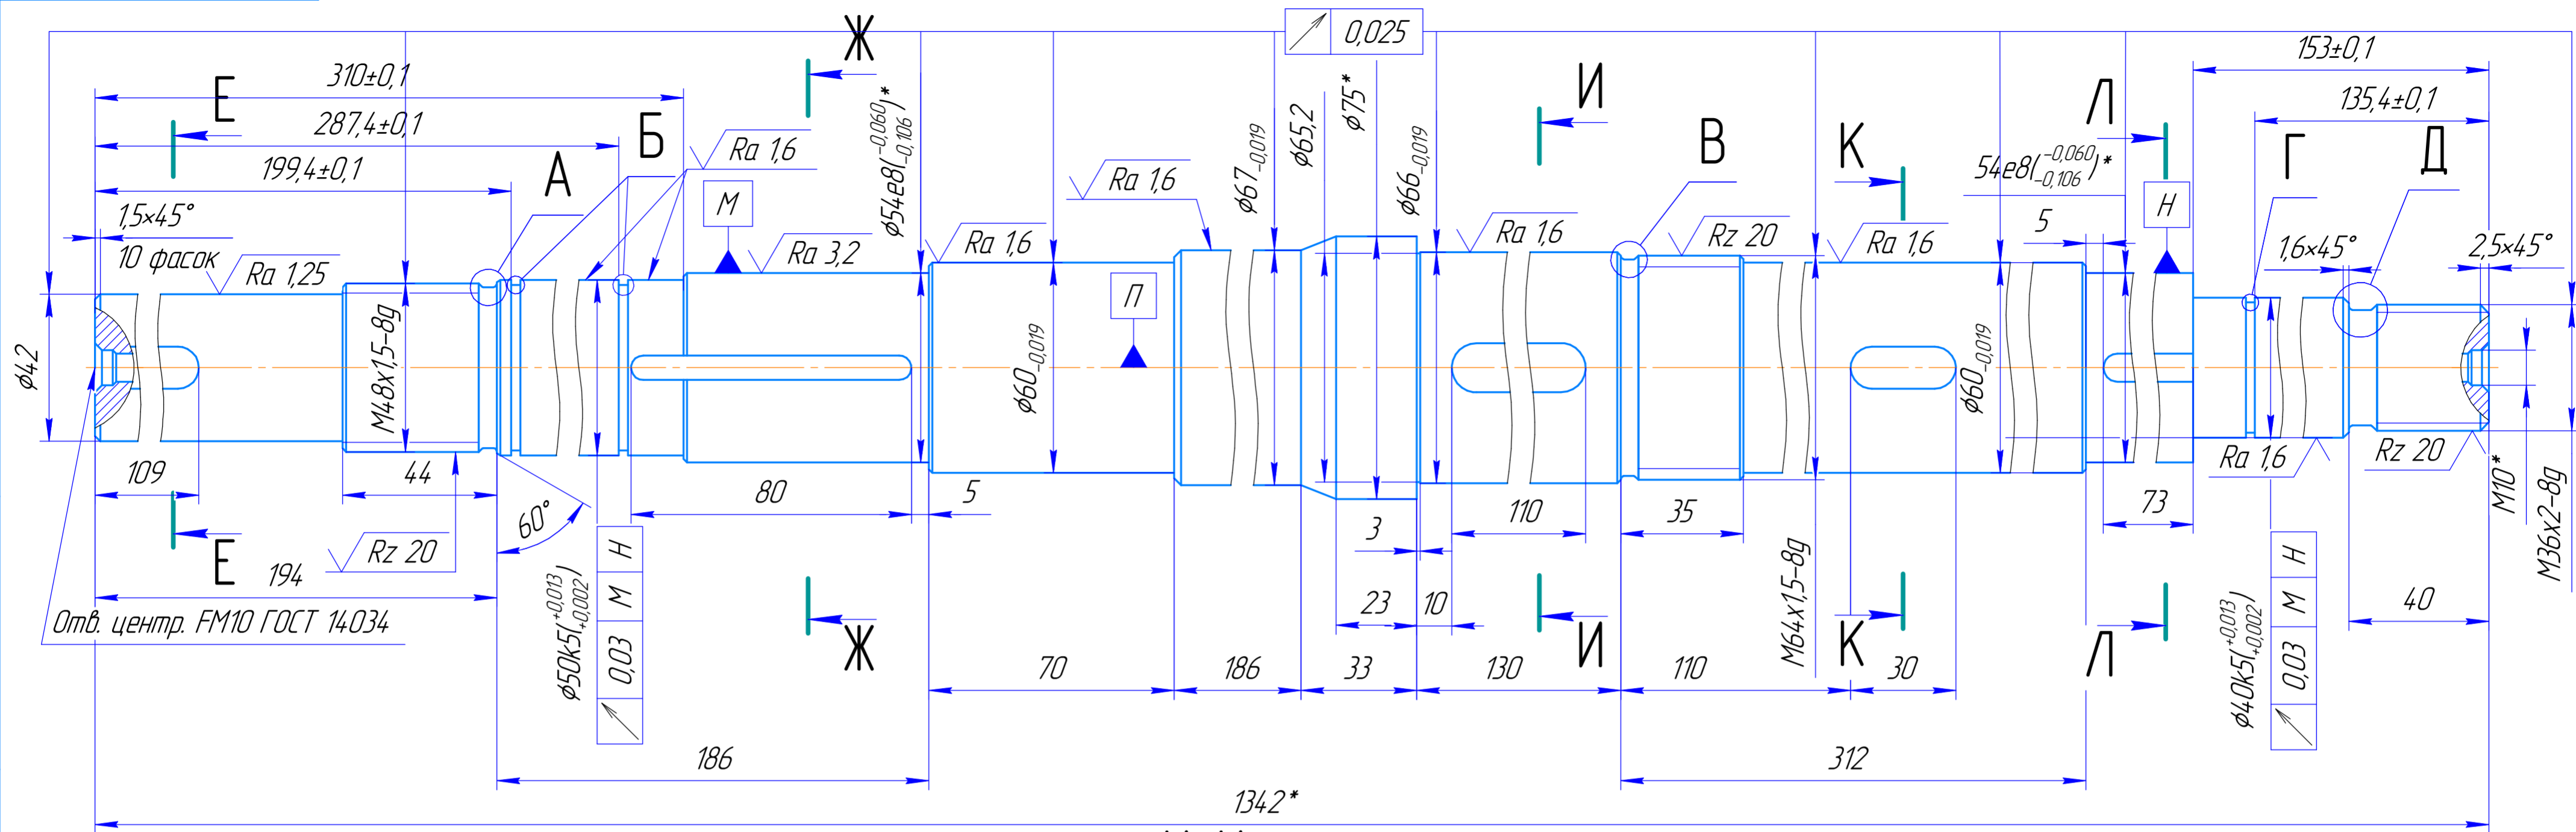 0,025
153±0,1
Ж
310±0,1
И
135,4±0,1
Е
287,4±0,1
Б
Ra 1,6
ϕ54e8(-0,060 -0,106)*
ϕ67-0,019
ϕ65,2
ϕ75*
ϕ66-0,019
В
К
Л
54e8(-0,060 -0,106)*
Г
Д
199,4±0,1
А
М
Ra 1,6
Н
1,5×45°
10 фасок
Ra 1,25
Ra 3,2
Ra 1,6
Ra 1,6
Rz 20
Ra 1,6
5
1,6×45°
2,5×45°
П
ϕ42
М48х1,5-8g
ϕ60-0,019
ϕ60-0,019
109
44
80
5
60°
3
110
35
73
Ra 1,6
Rz 20
М10*
М36х2-8g
Rz 20
Е
194
Отв. центр. FM10 ГОСТ 14034
ϕ50k5(+0,013 +0,002)
0,03 М Н
Ж
23
10
И
М64х1,5-8g
К
Л
ϕ40k5(+0,013 +0,002)
0,03 М Н
40
70
186
33
130
110
30
186
312
1342*